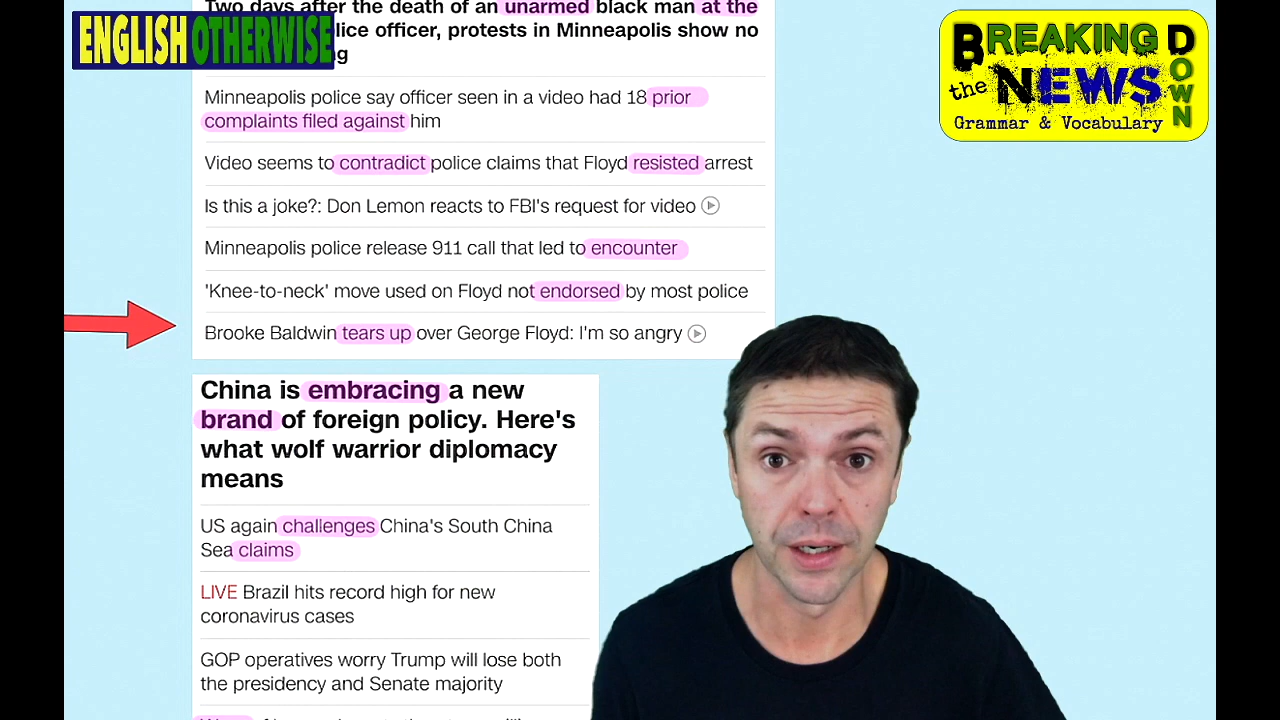 Two days after the death of an unarmed black man at the
ENGLISH OTHERWISE
lice officer, protests in Minneapolis show no
g
BREAKING DOWN
the NEWS
Grammar & Vocabulary
Minneapolis police say officer seen in a video had 18 prior
complaints filed against him
Video seems to contradict police claims that Floyd resisted arrest
Is this a joke?: Don Lemon reacts to FBI's request for video
Minneapolis police release 911 call that led to encounter
'Knee-to-neck' move used on Floyd not endorsed by most police
Brooke Baldwin tears up over George Floyd: I'm so angry
China is embracing a new
brand of foreign policy. Here's
what wolf warrior diplomacy
means
US again challenges China's South China
Sea claims
LIVE Brazil hits record high for new
coronavirus cases
GOP operatives worry Trump will lose both
the presidency and Senate majority